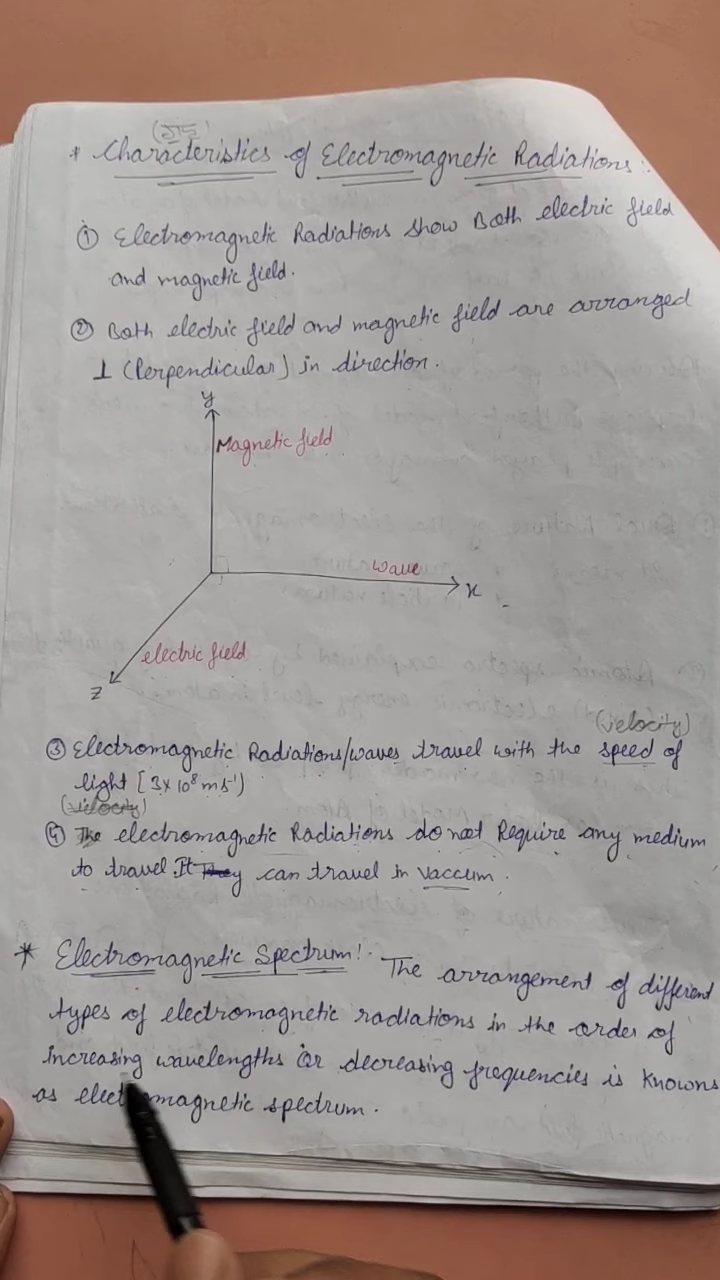 (गुण)
* Characteristics of Electromagnetic Radiations :
① Electromagnetic Radiations show Both electric field
and magnetic field.
② Both electric field and magnetic field are arranged
⊥ (Perpendicular) in direction.
y
Magnetic field
wave
x
electric field
z
(velocity)
③ Electromagnetic Radiations/waves travel with the speed of
light [3x10⁸ms⁻¹)
(velocity)
④ The electromagnetic Radiations do not Require any medium
to travel. It They can travel in vaccum.
* Electromagnetic Spectrum!. The arrangement of different
types of electromagnetic radiations in the order of
increasing wavelengths or decreasing frequencies is knowns
as electromagnetic spectrum.